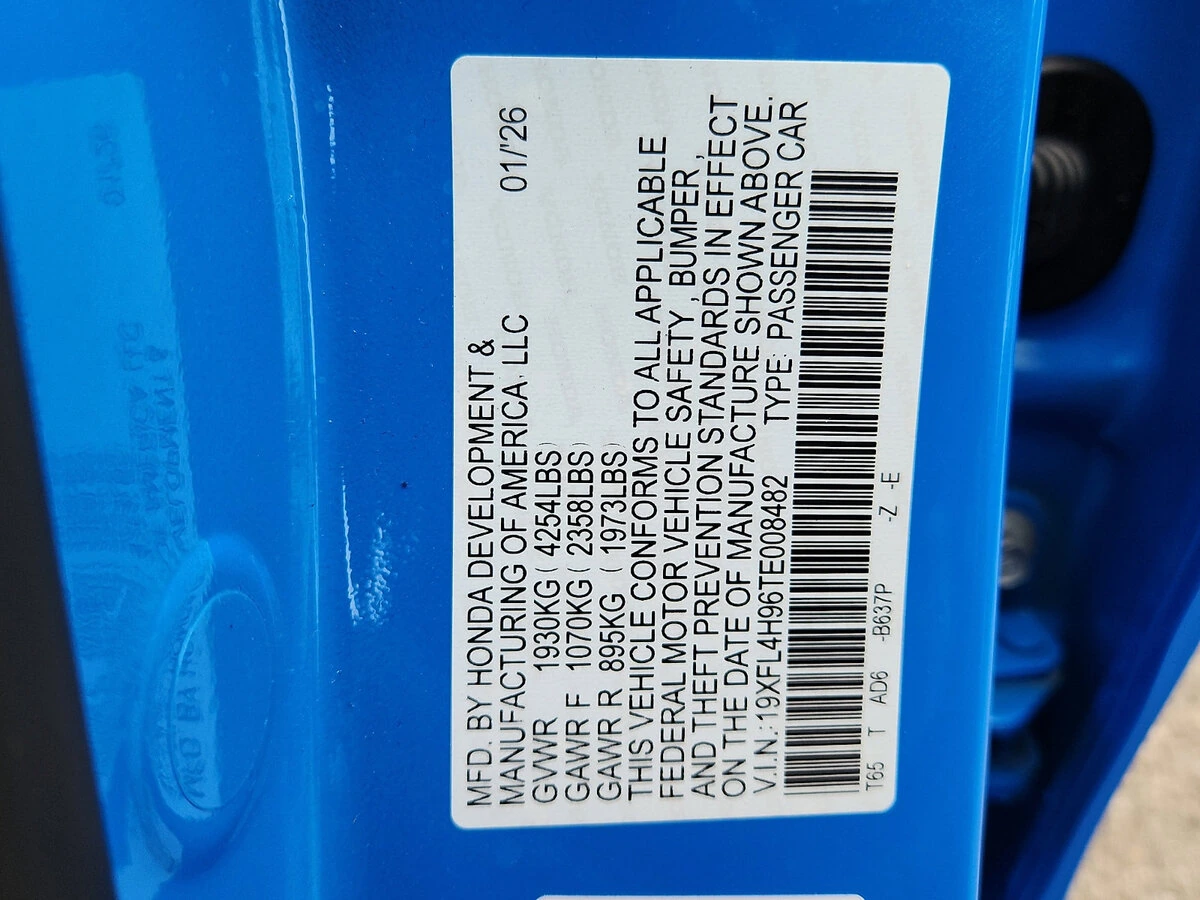 MFD. BY HONDA DEVELOPMENT &
MANUFACTURING OF AMERICA, LLC 01/'26
GVWR 1930KG ( 4254LBS)
GAWR F 1070KG ( 2358LBS)
GAWR R 895KG ( 1973LBS)
THIS VEHICLE CONFORMS TO ALL APPLICABLE
FEDERAL MOTOR VEHICLE SAFETY , BUMPER,
AND THEFT PREVENTION STANDARDS IN EFFECT
ON THE DATE OF MANUFACTURE SHOWN ABOVE..
V.I.N.:19XFL4H96TE008482 TYPE: PASSENGER CAR
T65 T AD6 -B637P -Z -E